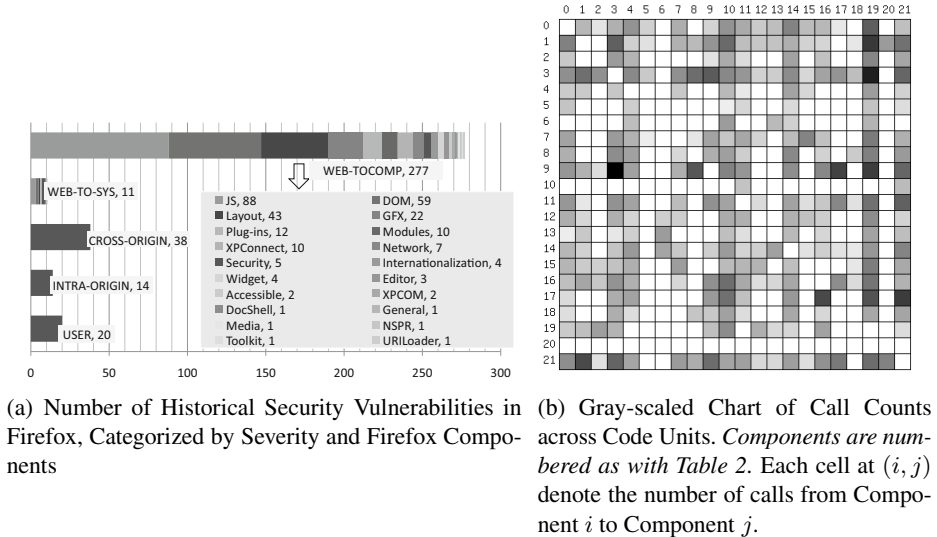 WEB-TOCOMP, 277
WEB-TO-SYS, 11
CROSS-ORIGIN, 38
INTRA-ORIGIN, 14
USER, 20
JS, 88 DOM, 59
Layout, 43 GFX, 22
Plug-ins, 12 Modules, 10
XPConnect, 10 Network, 7
Security, 5 Internationalization, 4
Widget, 4 Editor, 3
Accessible, 2 XPCOM, 2
DocShell, 1 General, 1
Media, 1 NSPR, 1
Toolkit, 1 URILoader, 1
0 50 100 150 200 250 300
(a) Number of Historical Security Vulnerabilities in
Firefox, Categorized by Severity and Firefox Compo-
nents
0 1 2 3 4 5 6 7 8 9 10 11 12 13 14 15 16 17 18 19 20 21
0
1
2
3
4
5
6
7
8
9
10
11
12
13
14
15
16
17
18
19
20
21
(b) Gray-scaled Chart of Call Counts
across Code Units. Components are num-
bered as with Table 2. Each cell at (i, j)
denote the number of calls from Compo-
nent i to Component j.